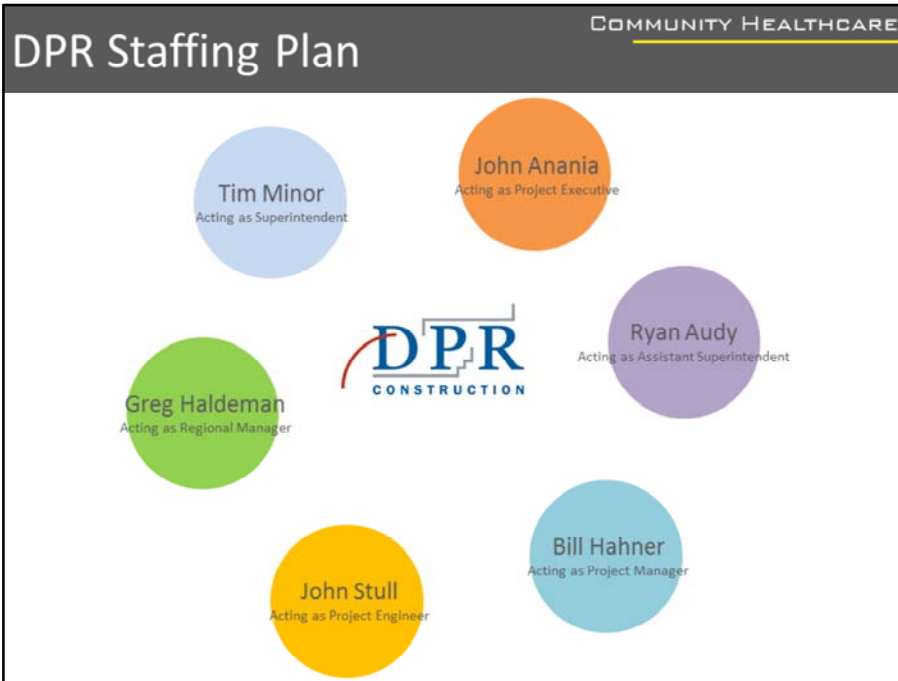 COMMUNITY HEALTHCARE
DPR Staffing Plan
John Anania
Acting as Project Executive
Tim Minor
Acting as Superintendent
Ryan Audy
Acting as Assistant Superintendent
DPR
CONSTRUCTION
Greg Haldeman
Acting as Regional Manager
Bill Hahner
Acting as Project Manager
John Stull
Acting as Project Engineer